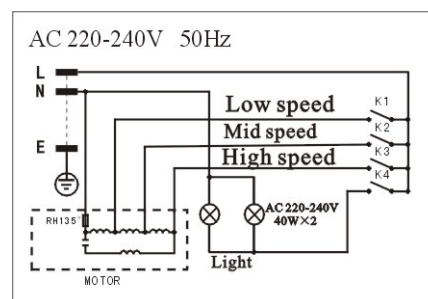 AC 220-240V 50Hz
L
N
E
Low speed
Mid speed
High speed
K1
K2
K3
K4
RH135°
AC 220-240V
40W×2
Light
MOTOR